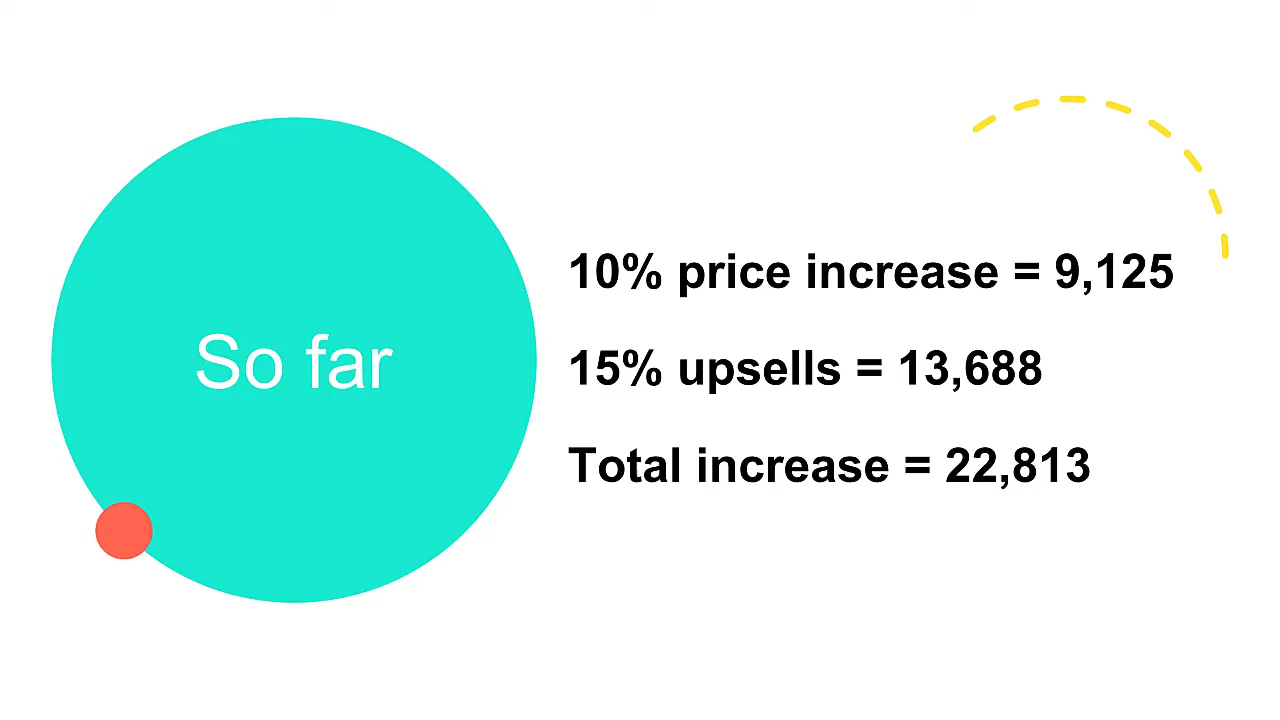 So far
10% price increase = 9,125
15% upsells = 13,688
Total increase = 22,813